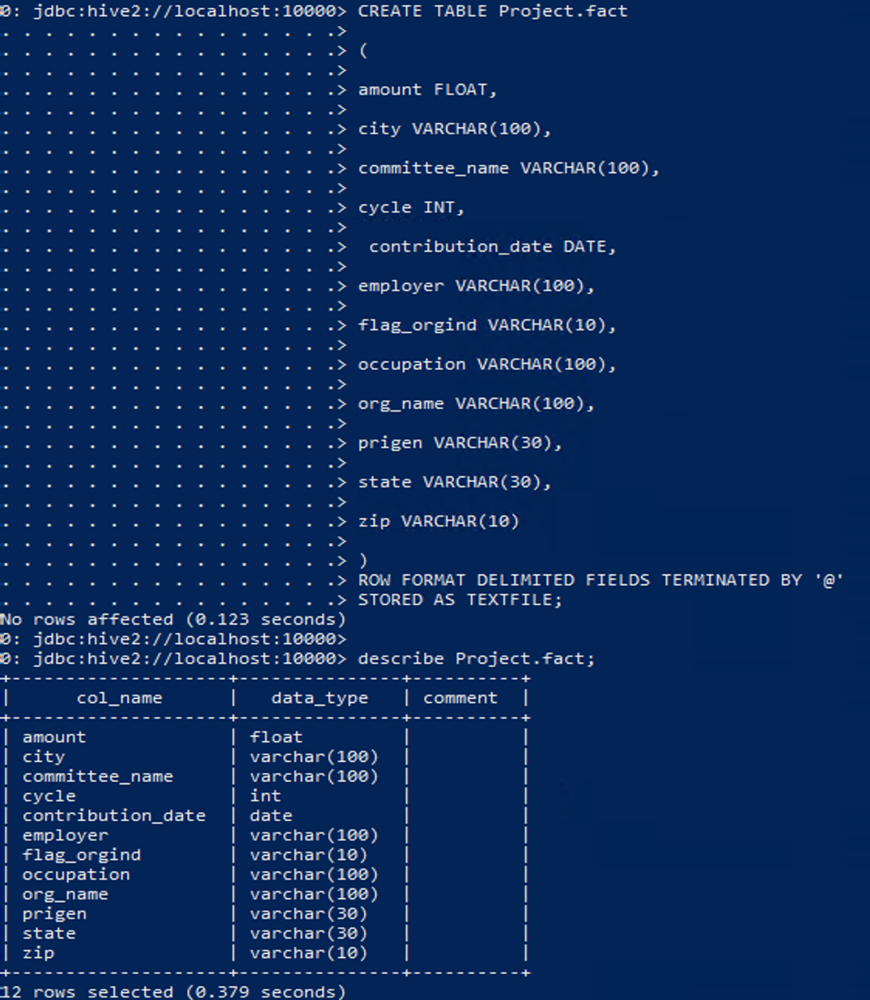 0: jdbc:hive2://localhost:10000> CREATE TABLE Project.fact
. . . . . . . . . . . . . . . .>
. . . . . . . . . . . . . . . .> (
. . . . . . . . . . . . . . . .>
. . . . . . . . . . . . . . . .> amount FLOAT,
. . . . . . . . . . . . . . . .>
. . . . . . . . . . . . . . . .> city VARCHAR(100),
. . . . . . . . . . . . . . . .>
. . . . . . . . . . . . . . . .> committee_name VARCHAR(100),
. . . . . . . . . . . . . . . .>
. . . . . . . . . . . . . . . .> cycle INT,
. . . . . . . . . . . . . . . .>
. . . . . . . . . . . . . . . .>  contribution_date DATE,
. . . . . . . . . . . . . . . .>
. . . . . . . . . . . . . . . .> employer VARCHAR(100),
. . . . . . . . . . . . . . . .>
. . . . . . . . . . . . . . . .> flag_orgind VARCHAR(10),
. . . . . . . . . . . . . . . .>
. . . . . . . . . . . . . . . .> occupation VARCHAR(100),
. . . . . . . . . . . . . . . .>
. . . . . . . . . . . . . . . .> org_name VARCHAR(100),
. . . . . . . . . . . . . . . .>
. . . . . . . . . . . . . . . .> prigen VARCHAR(30),
. . . . . . . . . . . . . . . .>
. . . . . . . . . . . . . . . .> state VARCHAR(30),
. . . . . . . . . . . . . . . .>
. . . . . . . . . . . . . . . .> zip VARCHAR(10)
. . . . . . . . . . . . . . . .>
. . . . . . . . . . . . . . . .> )
. . . . . . . . . . . . . . . .> ROW FORMAT DELIMITED FIELDS TERMINATED BY '@'
. . . . . . . . . . . . . . . .> STORED AS TEXTFILE;
No rows affected (0.123 seconds)
0: jdbc:hive2://localhost:10000>
0: jdbc:hive2://localhost:10000> describe Project.fact;
+--------------------+---------------+----------+
|      col_name      |   data_type   | comment  |
+--------------------+---------------+----------+
| amount             | float         |          |
| city               | varchar(100)  |          |
| committee_name     | varchar(100)  |          |
| cycle              | int           |          |
| contribution_date  | date          |          |
| employer           | varchar(100)  |          |
| flag_orgind        | varchar(10)   |          |
| occupation         | varchar(100)  |          |
| org_name           | varchar(100)  |          |
| prigen             | varchar(30)   |          |
| state              | varchar(30)   |          |
| zip                | varchar(10)   |          |
+--------------------+---------------+----------+
12 rows selected (0.379 seconds)